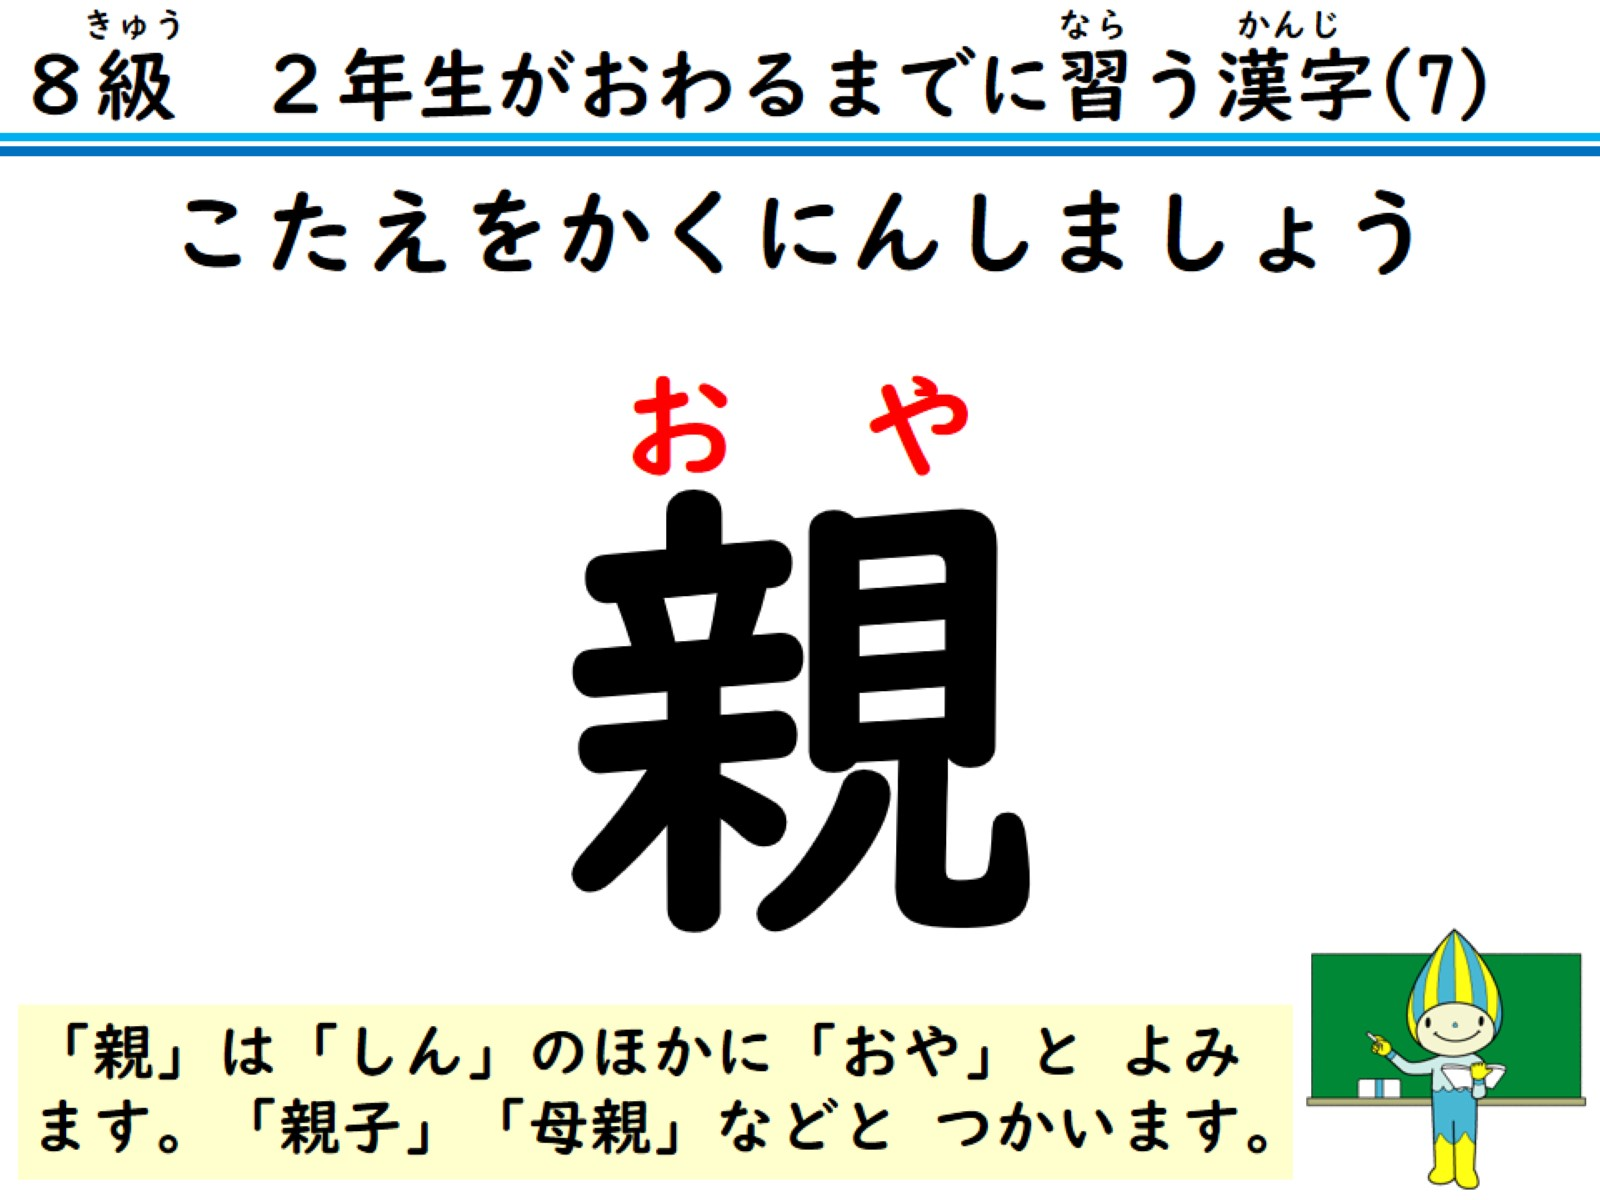 きゅう なら かんじ
８級　２年生がおわるまでに習う漢字(7)
こたえをかくにんしましょう
お や
親
「親」は「しん」のほかに「おや」と よみ
ます。「親子」「母親」などと つかいます。